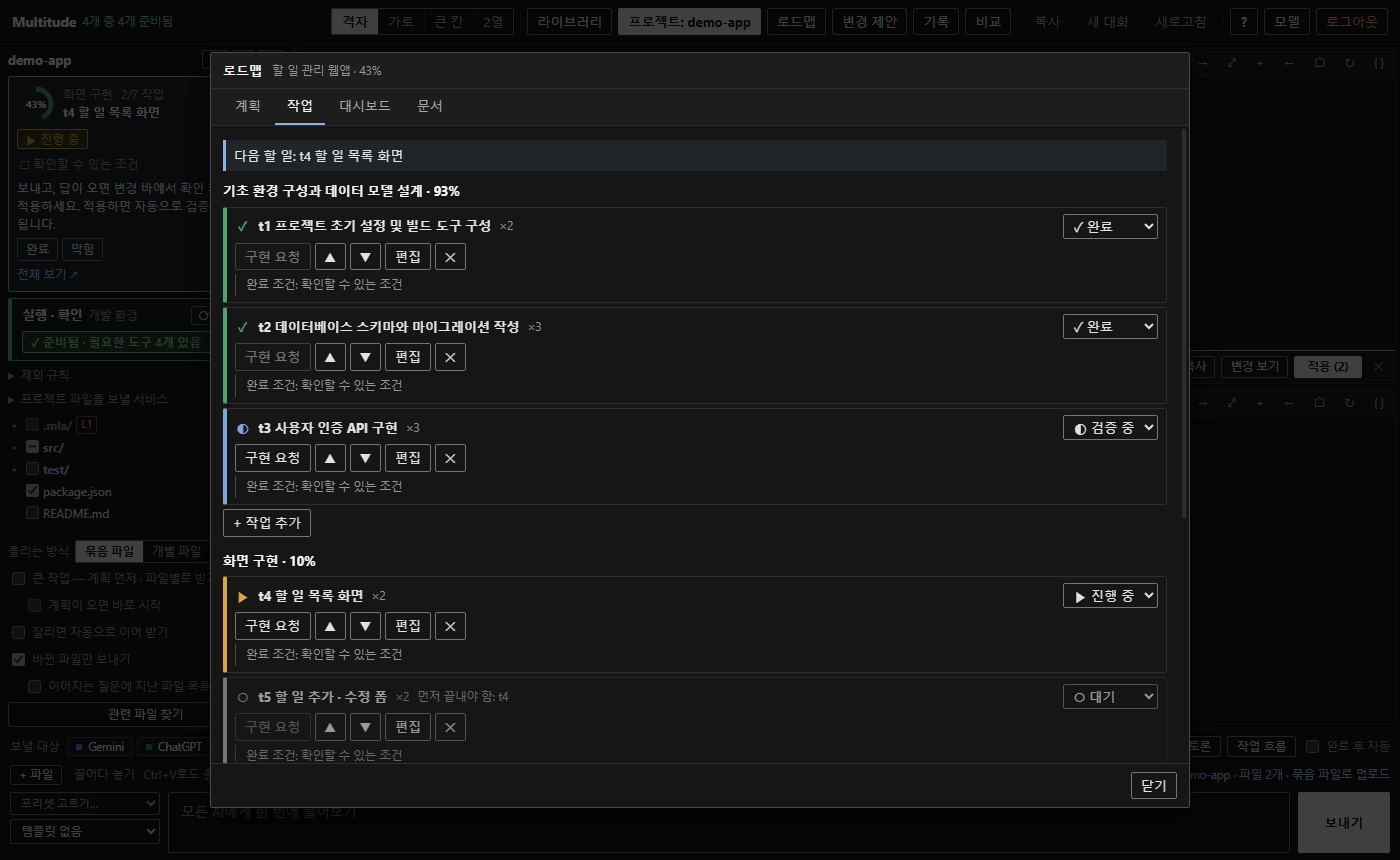 Multitude 4개 중 4개 준비됨
격자 가로 큰 칸 2열 라이브러리 프로젝트: demo-app 로드맵 변경 제안 기록 비교 복사 새 대화 새로고침 ? 모델 로그아웃
demo-app
43%
화면 구현 · 2/7 작업
t4 할 일 목록 화면
▶ 진행 중
□ 확인할 수 있는 조건
보내고, 답이 오면 변경 바에서 확인
적용하세요. 적용하면 자동으로 검증
됩니다.
완료 막힘
전체 보기 ↗
실행 · 확인 개발 환경
✓ 준비됨 · 필요한 도구 4개 있음
▸ 제외 규칙
▸ 프로젝트 파일을 보낼 서비스
▸ .mla/ L1
▸ src/
▸ test/
package.json
README.md
올리는 방식 묶음 파일 개별 파일
큰 작업 — 계획 먼저 · 파일별로 받
계획이 오면 바로 시작
잘리면 자동으로 이어 받기
바뀐 파일만 보내기
이어지는 질문에 지난 파일 목록
관련 파일 찾기
보낼 대상 Gemini ChatGPT
+ 파일 끌어다 놓기 · Ctrl+V로도
프리셋 고르기...
템플릿 없음
모든 AI에게 한 번에 물어보기
로드맵 할 일 관리 웹앱 · 43%
계획 작업 대시보드 문서
다음 할 일: t4 할 일 목록 화면
기초 환경 구성과 데이터 모델 설계 · 93%
✓ t1 프로젝트 초기 설정 및 빌드 도구 구성 ×2 ✓ 완료
구현 요청 ▲ ▼ 편집 ✕
완료 조건: 확인할 수 있는 조건
✓ t2 데이터베이스 스키마와 마이그레이션 작성 ×3 ✓ 완료
구현 요청 ▲ ▼ 편집 ✕
완료 조건: 확인할 수 있는 조건
◐ t3 사용자 인증 API 구현 ×3 ◐ 검증 중
구현 요청 ▲ ▼ 편집 ✕
완료 조건: 확인할 수 있는 조건
+ 작업 추가
화면 구현 · 10%
▶ t4 할 일 목록 화면 ×2 ▶ 진행 중
구현 요청 ▲ ▼ 편집 ✕
완료 조건: 확인할 수 있는 조건
○ t5 할 일 추가 · 수정 폼 ×2 먼저 끝내야 함: t4 ○ 대기
구현 요청 ▲ ▼ 편집 ✕
완료 조건: 확인할 수 있는 조건
닫기
변경 보기 적용 (2) ✕
토론 작업 흐름 완료 후 자동
mo-app · 파일 2개 · 묶음 파일로 업로드
보내기